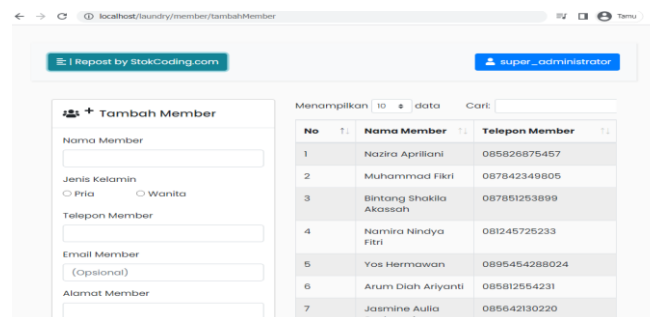 localhost/laundry/member/tambahMember
Tamu
| Repost by StokCoding.com
super_administrator
Tambah Member
Nama Member
Jenis Kelamin
Pria Wanita
Telepon Member
Email Member
(Opsional)
Alamat Member
Menampilkan 10 data Cari:
No Nama Member Telepon Member
1 Nazira Apriliani 085826875457
2 Muhammad Fikri 087842349805
3 Bintang Shakila Akassah 087851253899
4 Namira Nindya Fitri 081245725233
5 Yos Hermawan 0895454288024
6 Arum Diah Ariyanti 085812554231
7 Jasmine Aulia 085642130220